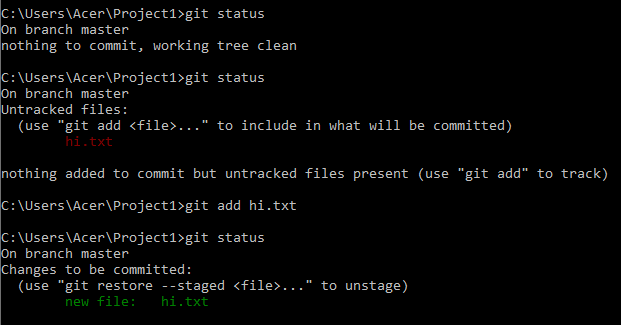 C:\Users\Acer\Project1>git status
On branch master
nothing to commit, working tree clean
C:\Users\Acer\Project1>git status
On branch master
Untracked files:
  (use "git add <file>..." to include in what will be committed)
        hi.txt
nothing added to commit but untracked files present (use "git add" to track)
C:\Users\Acer\Project1>git add hi.txt
C:\Users\Acer\Project1>git status
On branch master
Changes to be committed:
  (use "git restore --staged <file>..." to unstage)
        new file:   hi.txt